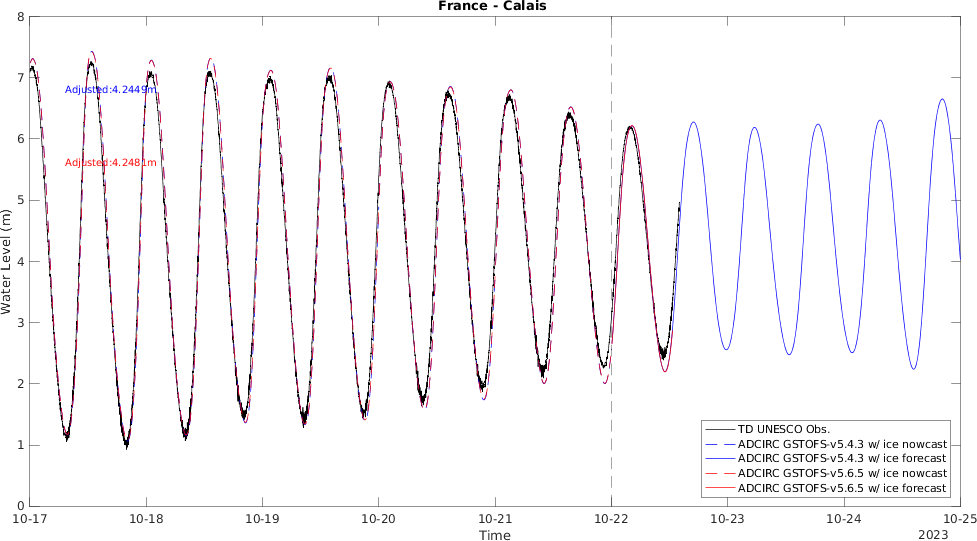 France - Calais
8
7
6
5
4
3
2
1
0
Water Level (m)
Adjusted:4.2449m
Adjusted:4.2481m
TD UNESCO Obs.
ADCIRC GSTOFS-v5.4.3 w/ ice nowcast
ADCIRC GSTOFS-v5.4.3 w/ ice forecast
ADCIRC GSTOFS-v5.6.5 w/ ice nowcast
ADCIRC GSTOFS-v5.6.5 w/ ice forecast
10-17 10-18 10-19 10-20 10-21 10-22 10-23 10-24 10-25
Time
2023